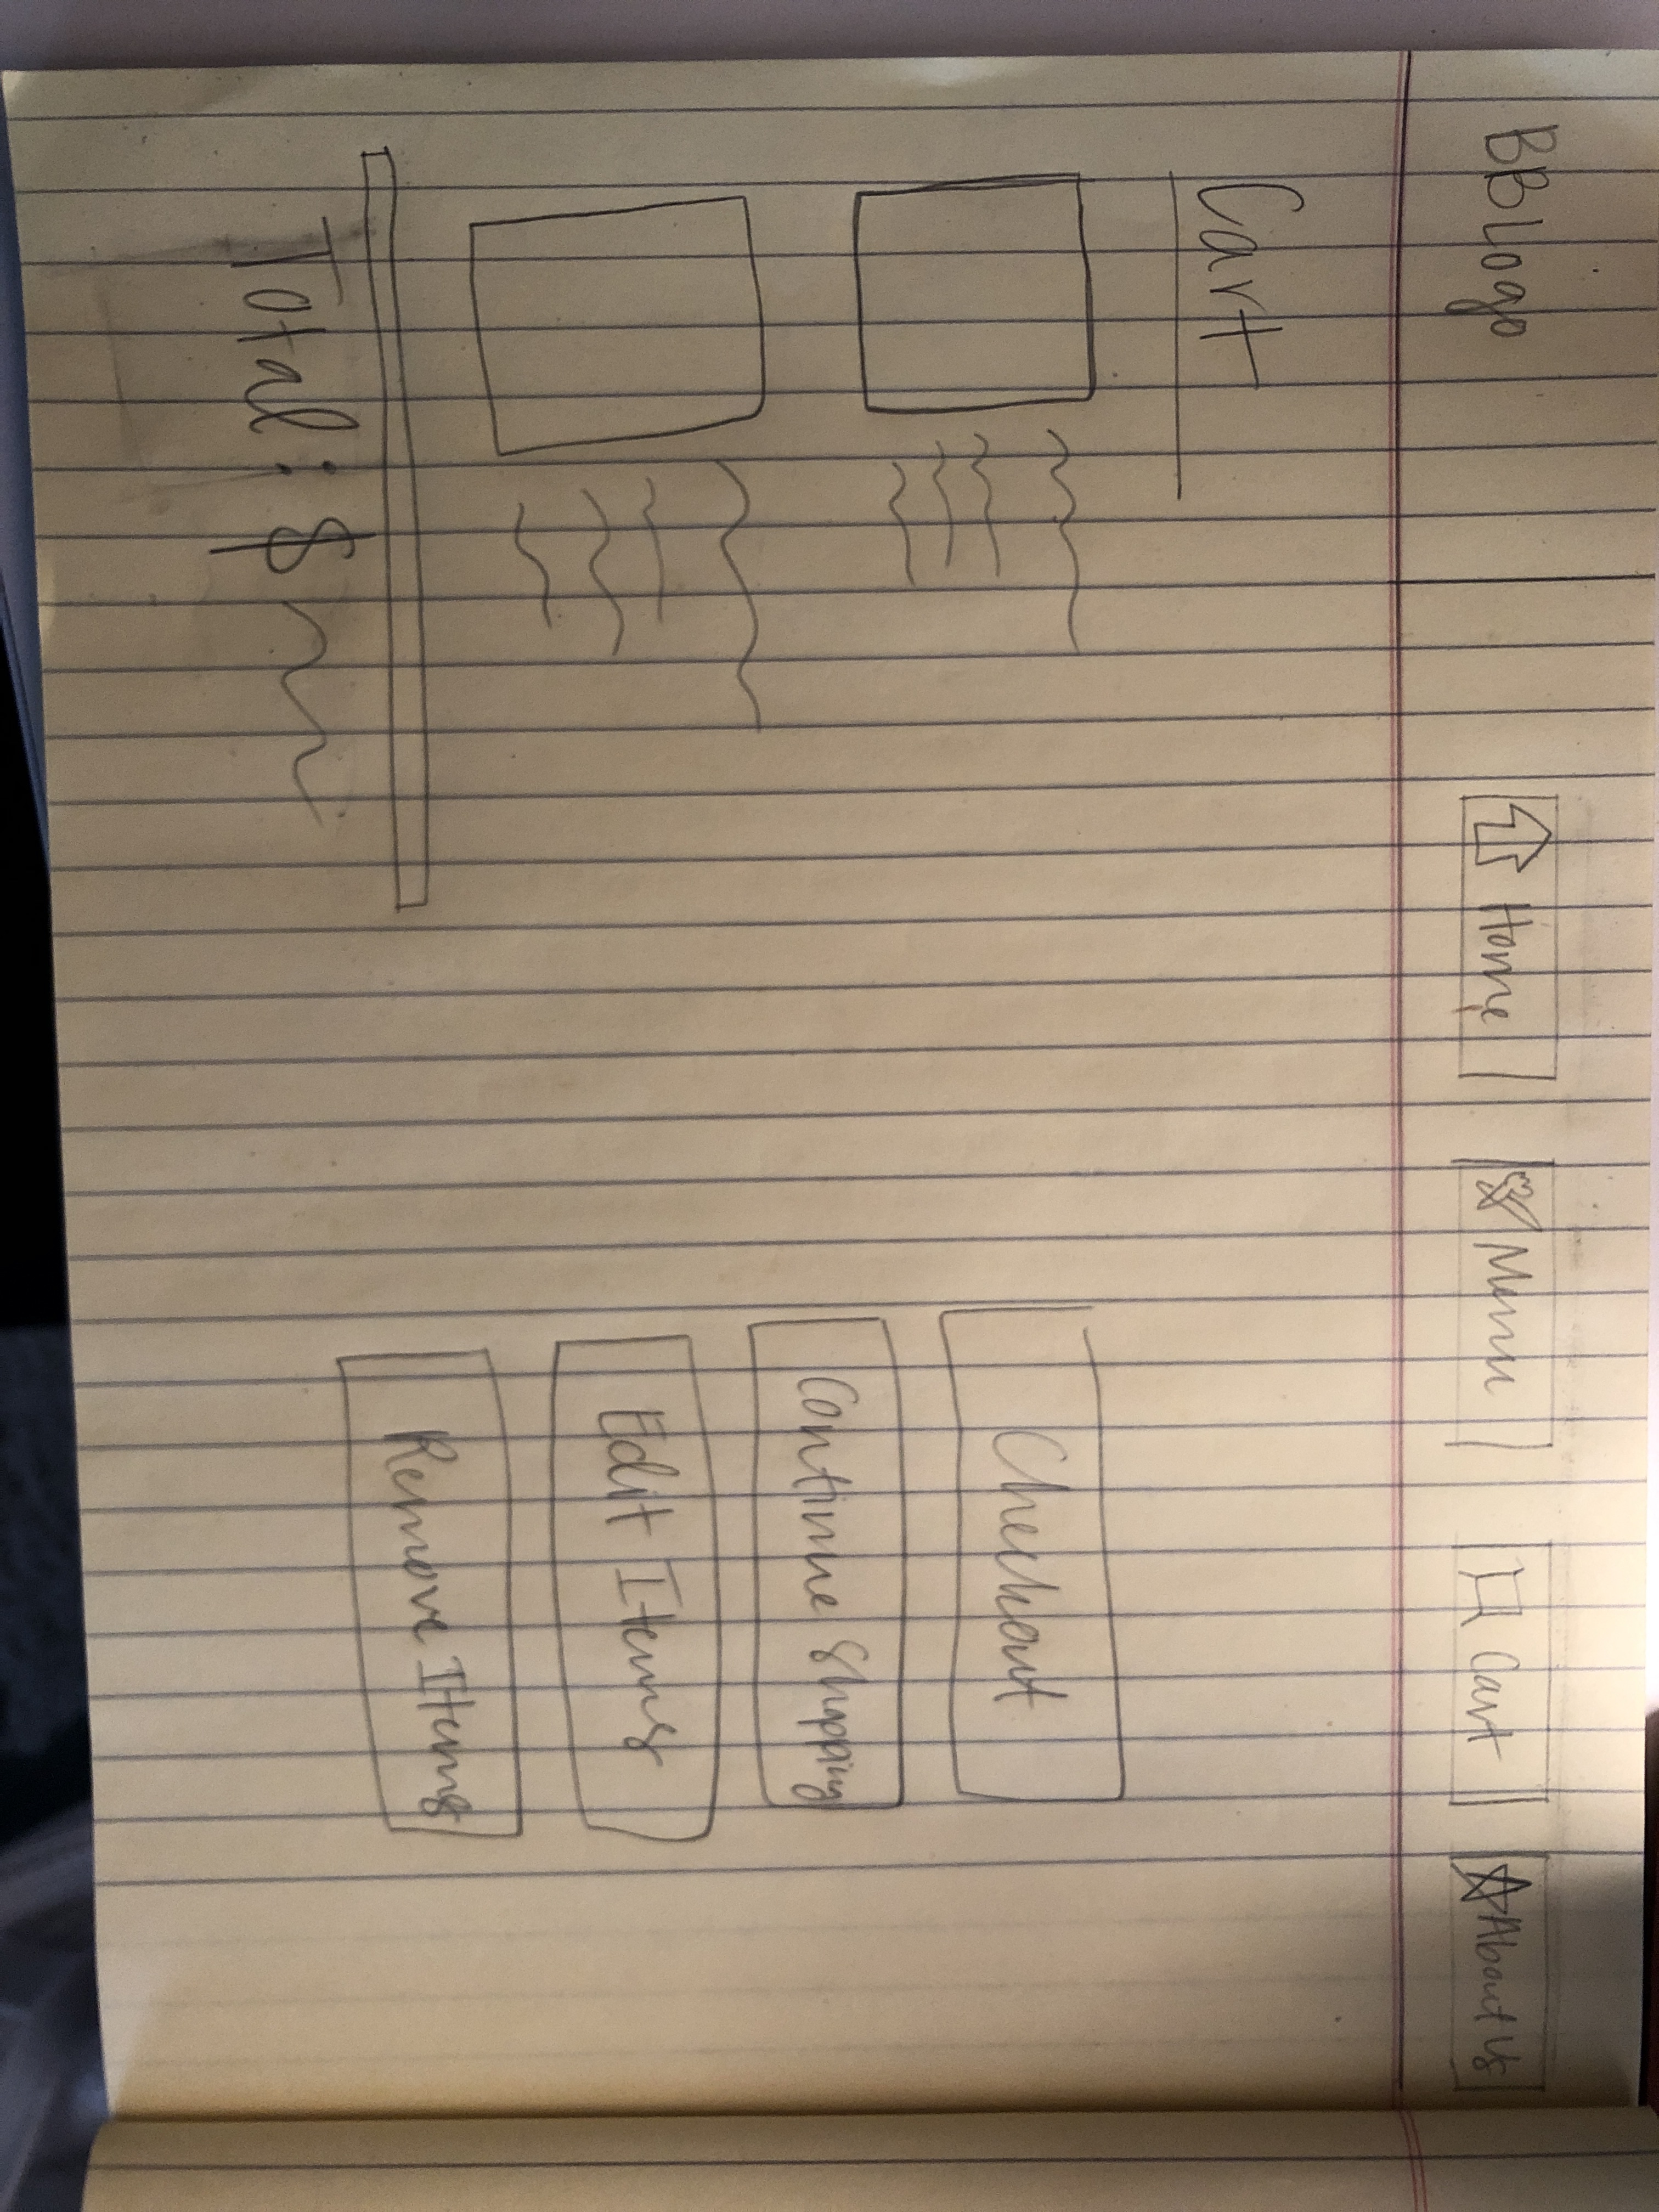 BBLogo
Home
Menu
Cart
About Us
Cart
Checkout
Continue Shopping
Edit Items
Remove Items
Total: $